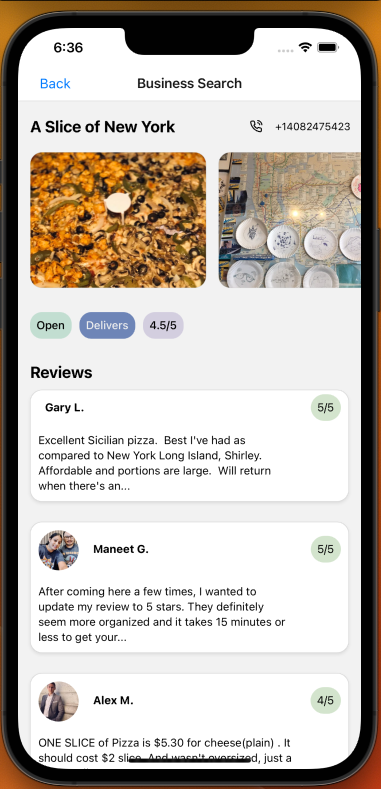 6:36
Back
Business Search
A Slice of New York
+14082475423
Open
Delivers
4.5/5
Reviews
Gary L.
5/5
Excellent Sicilian pizza.  Best I've had as
compared to New York Long Island, Shirley.
Affordable and portions are large.  Will return
when there's an...
Maneet G.
5/5
After coming here a few times, I wanted to
update my review to 5 stars. They definitely
seem more organized and it takes 15 minutes or
less to get your...
Alex M.
4/5
ONE SLICE of Pizza is $5.30 for cheese(plain) . It
should cost $2 slice. And wasn't oversized, just a